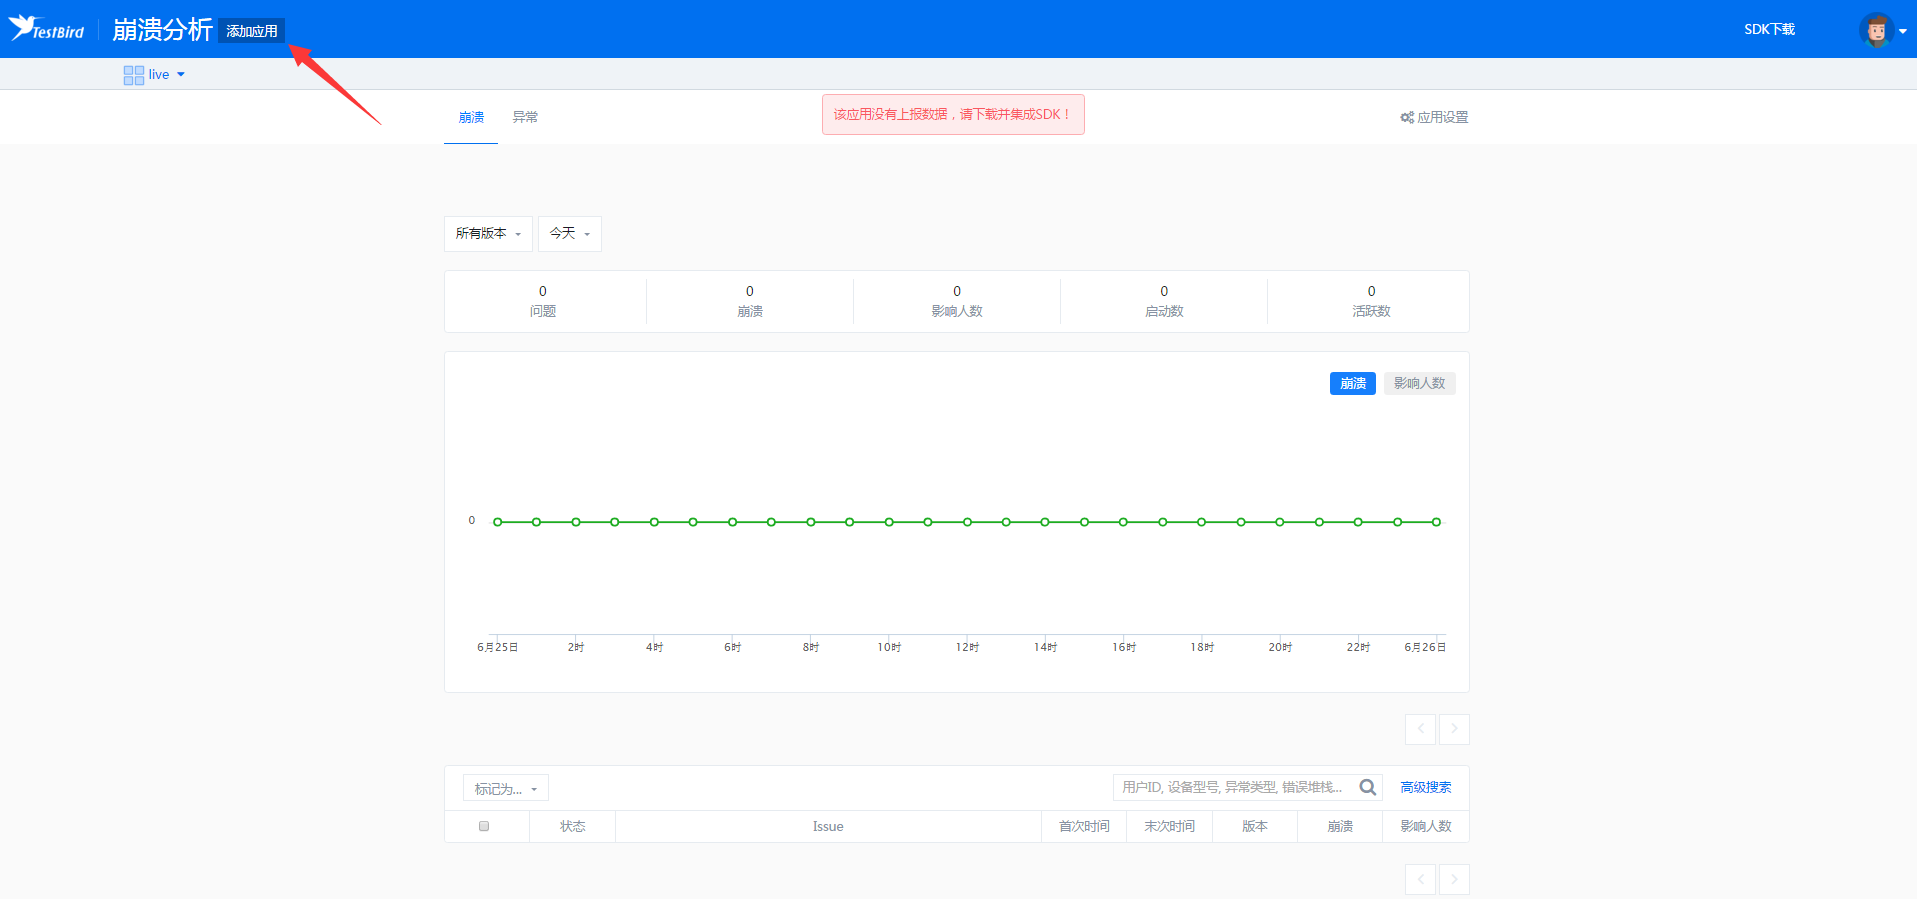 TestBird 崩溃分析 添加应用 SDK下载
live
崩溃 异常 该应用没有上报数据，请下载并集成SDK！ 应用设置
所有版本 今天
0 0 0 0 0
问题 崩溃 影响人数 启动数 活跃数
崩溃 影响人数
0
6月25日 2时 4时 6时 8时 10时 12时 14时 16时 18时 20时 22时 6月26日
标记为... 用户ID, 设备型号, 异常类型, 错误堆栈... 高级搜索
状态 Issue 首次时间 末次时间 版本 崩溃 影响人数